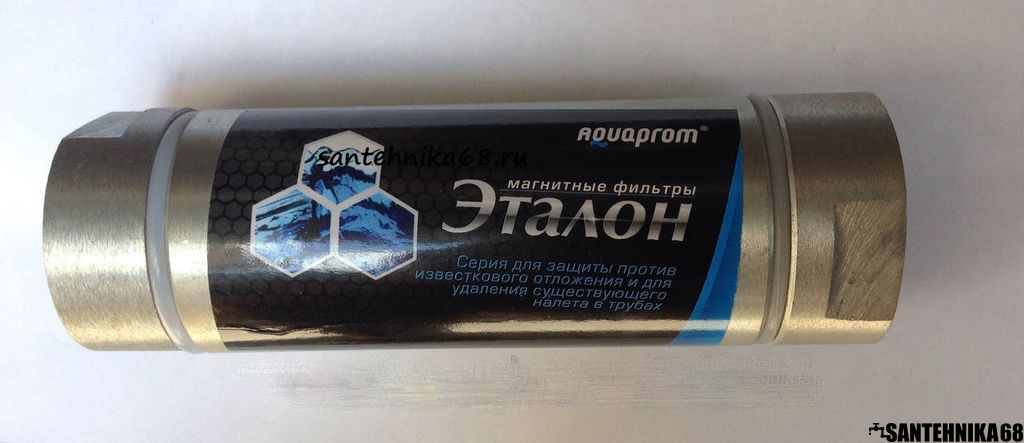 AQUAPROM®
santehnika68.ru
магнитные фильтры
Эталон
Серия для защиты против
известкового отложения и для
удаления существующего
налета в трубах
SANTEHNIKA68